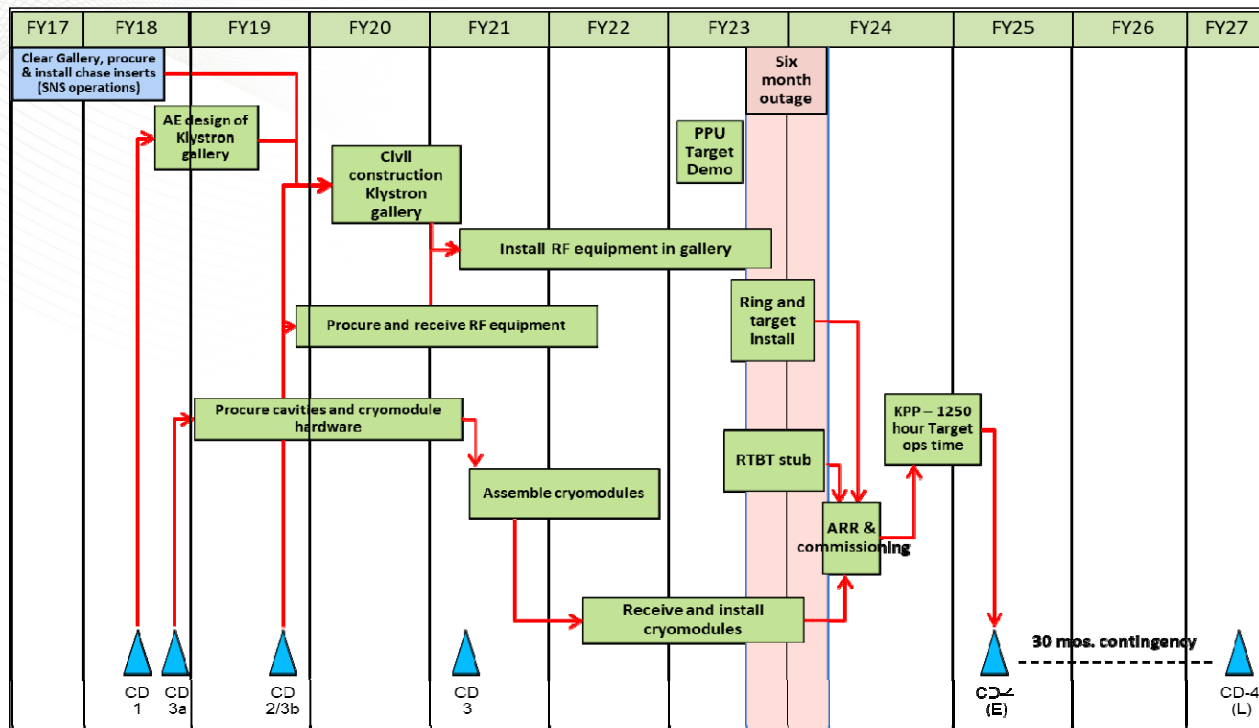 FY17 FY18 FY19 FY20 FY21 FY22 FY23 FY24 FY25 FY26 FY27
Clear Gallery, procure
& install chase inserts
(SNS operations)
Six
month
outage
AE design of
Klystron
gallery
PPU
Target
Demo
Civil
construction
Klystron
gallery
Install RF equipment in gallery
Ring and
target
Install
Procure and receive RF equipment
Procure cavities and cryomodule
hardware
KPP – 1250
hour Target
ops time
RTBT stub
Assemble cryomodules
ARR &
commissioning
Receive and install
cryomodules
30 mos. contingency
CD
1
CD
3a
CD
2/3b
CD
3
CD-4
(E)
CD-4
(L)